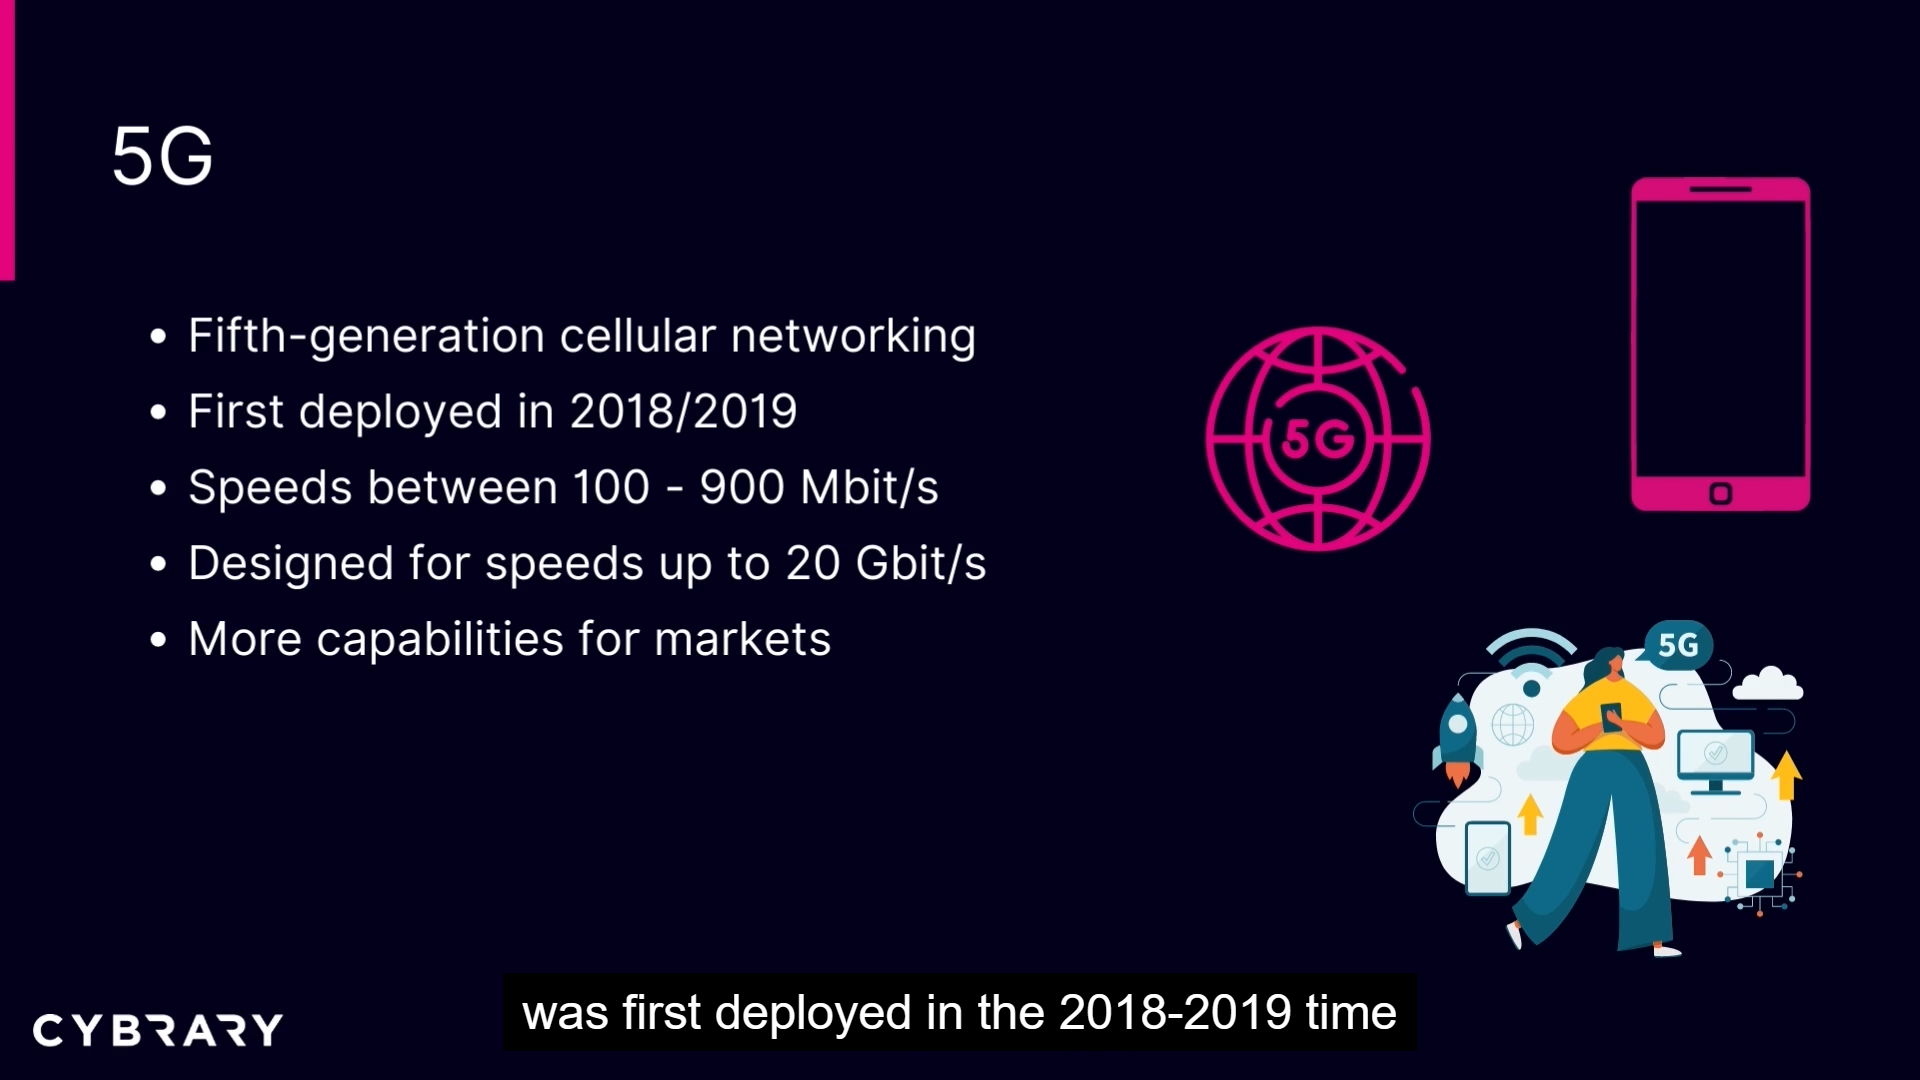 5G
• Fifth-generation cellular networking
• First deployed in 2018/2019
• Speeds between 100 - 900 Mbit/s
• Designed for speeds up to 20 Gbit/s
• More capabilities for markets
5G
5G
CYBRARY
was first deployed in the 2018-2019 time